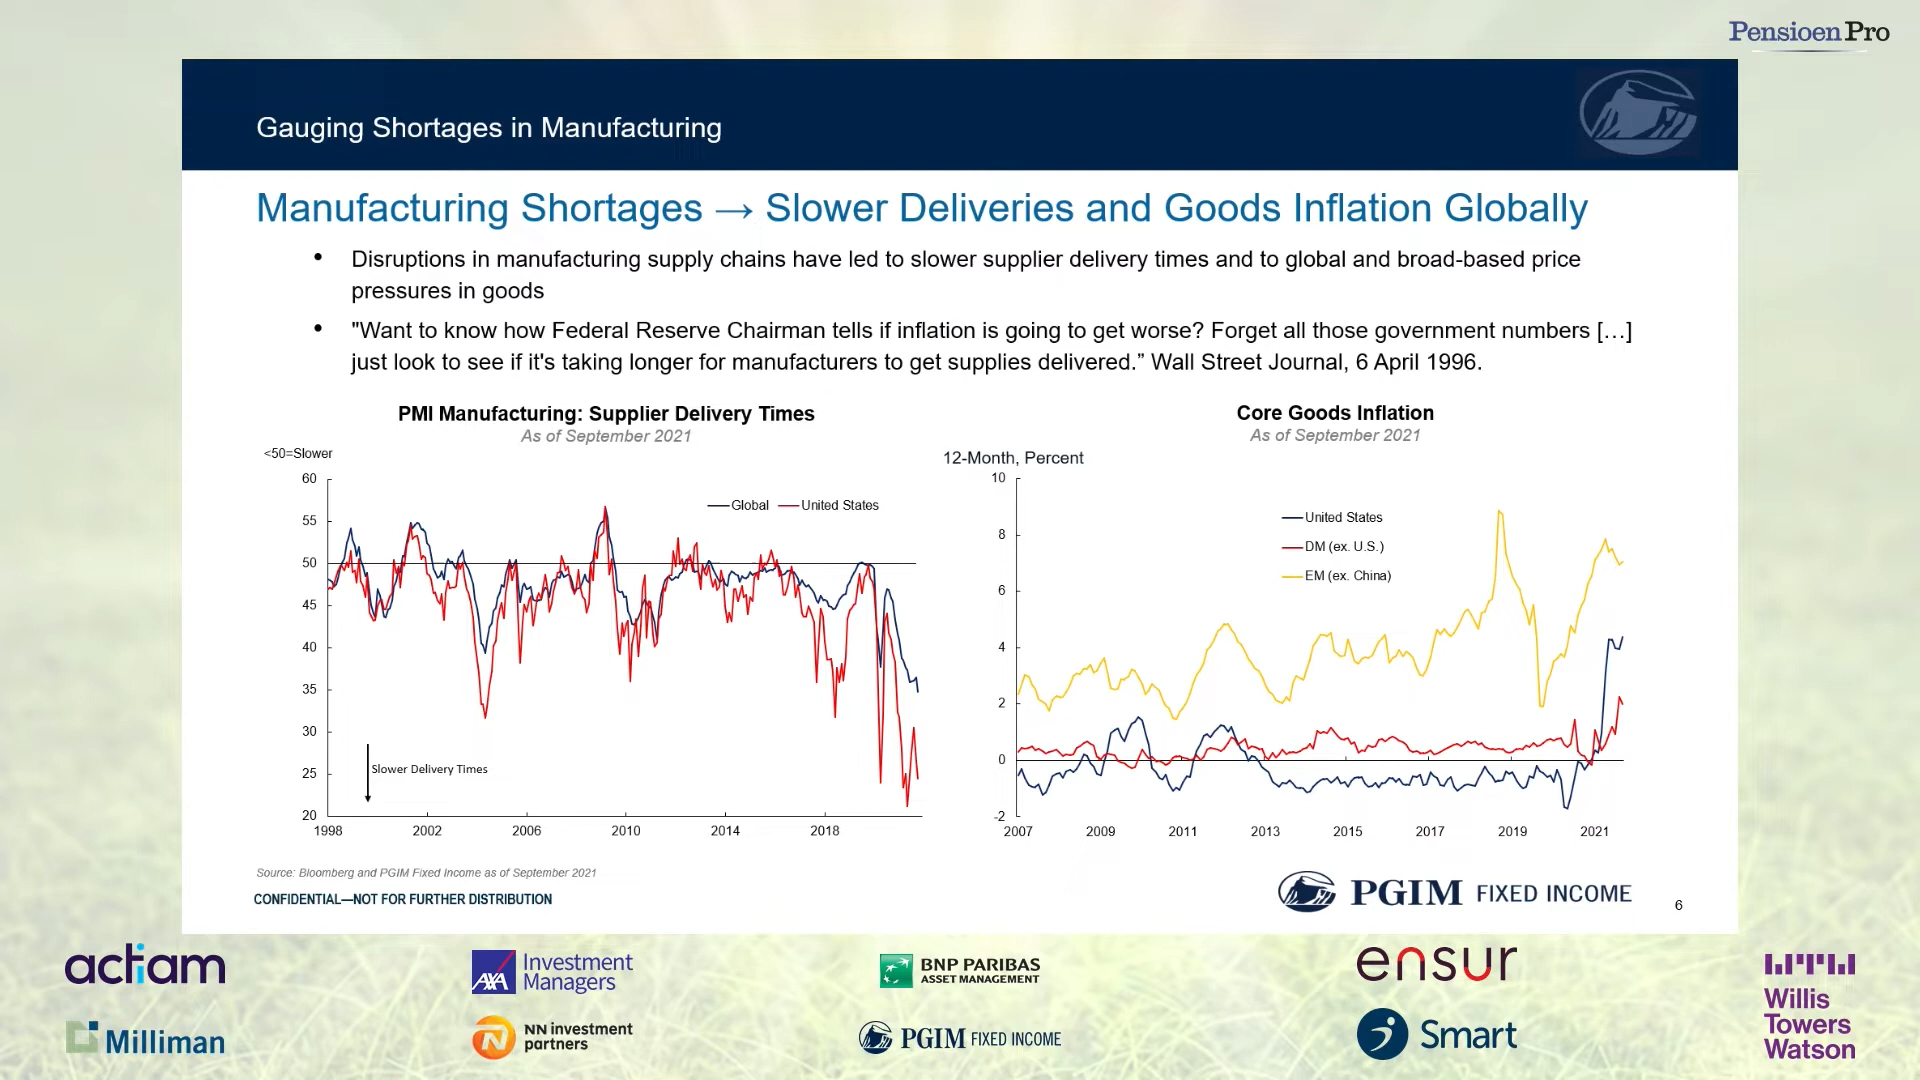 Pensioen Pro
Gauging Shortages in Manufacturing
Manufacturing Shortages → Slower Deliveries and Goods Inflation Globally
• Disruptions in manufacturing supply chains have led to slower supplier delivery times and to global and broad-based price
pressures in goods
• "Want to know how Federal Reserve Chairman tells if inflation is going to get worse? Forget all those government numbers […]
just look to see if it's taking longer for manufacturers to get supplies delivered.” Wall Street Journal, 6 April 1996.
PMI Manufacturing: Supplier Delivery Times
As of September 2021
<50=Slower
60
55
50
45
40
35
30
25
20
Global
United States
Slower Delivery Times
1998 2002 2006 2010 2014 2018
Core Goods Inflation
As of September 2021
12-Month, Percent
10
8
6
4
2
0
-2
United States
DM (ex. U.S.)
EM (ex. China)
2007 2009 2011 2013 2015 2017 2019 2021
Source: Bloomberg and PGIM Fixed Income as of September 2021
CONFIDENTIAL—NOT FOR FURTHER DISTRIBUTION
PGIM FIXED INCOME
6
actiam
AXA Investment
Managers
BNP PARIBAS
ASSET MANAGEMENT
ensur
WTW
Willis
Towers
Watson
Milliman
NN investment
partners
PGIM FIXED INCOME
Smart